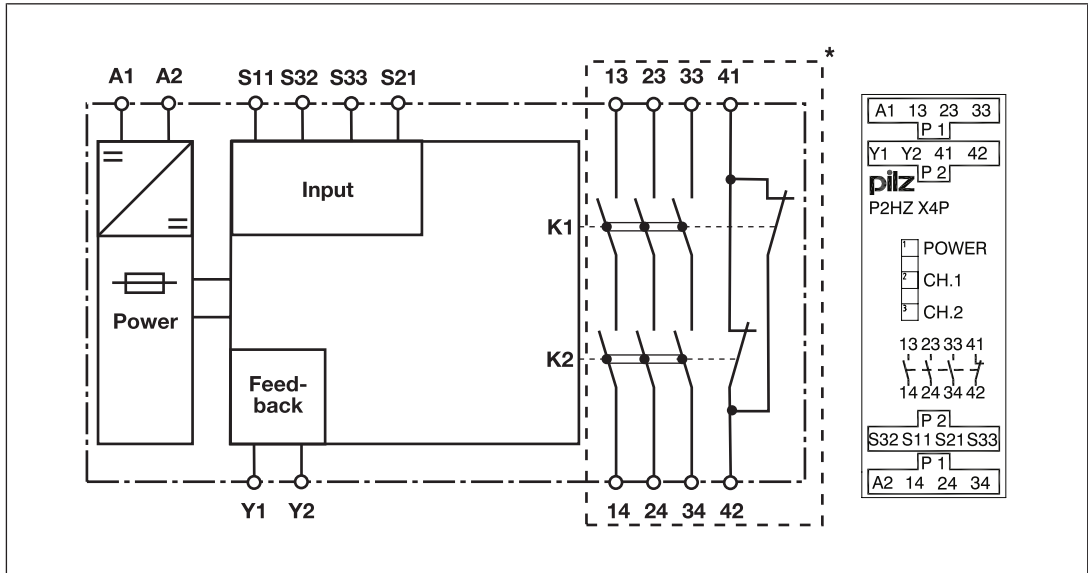 *
A1 A2 S11 S32 S33 S21 13 23 33 41
Input
K1
Power
K2
Feed-
back
Y1 Y2 14 24 34 42
A1 13 23 33
P 1
Y1 Y2 41 42
P 2
pilz
P2HZ X4P
1 POWER
2 CH.1
3 CH.2
13 23 33 41
14 24 34 42
P 2
S32 S11 S21 S33
P 1
A2 14 24 34